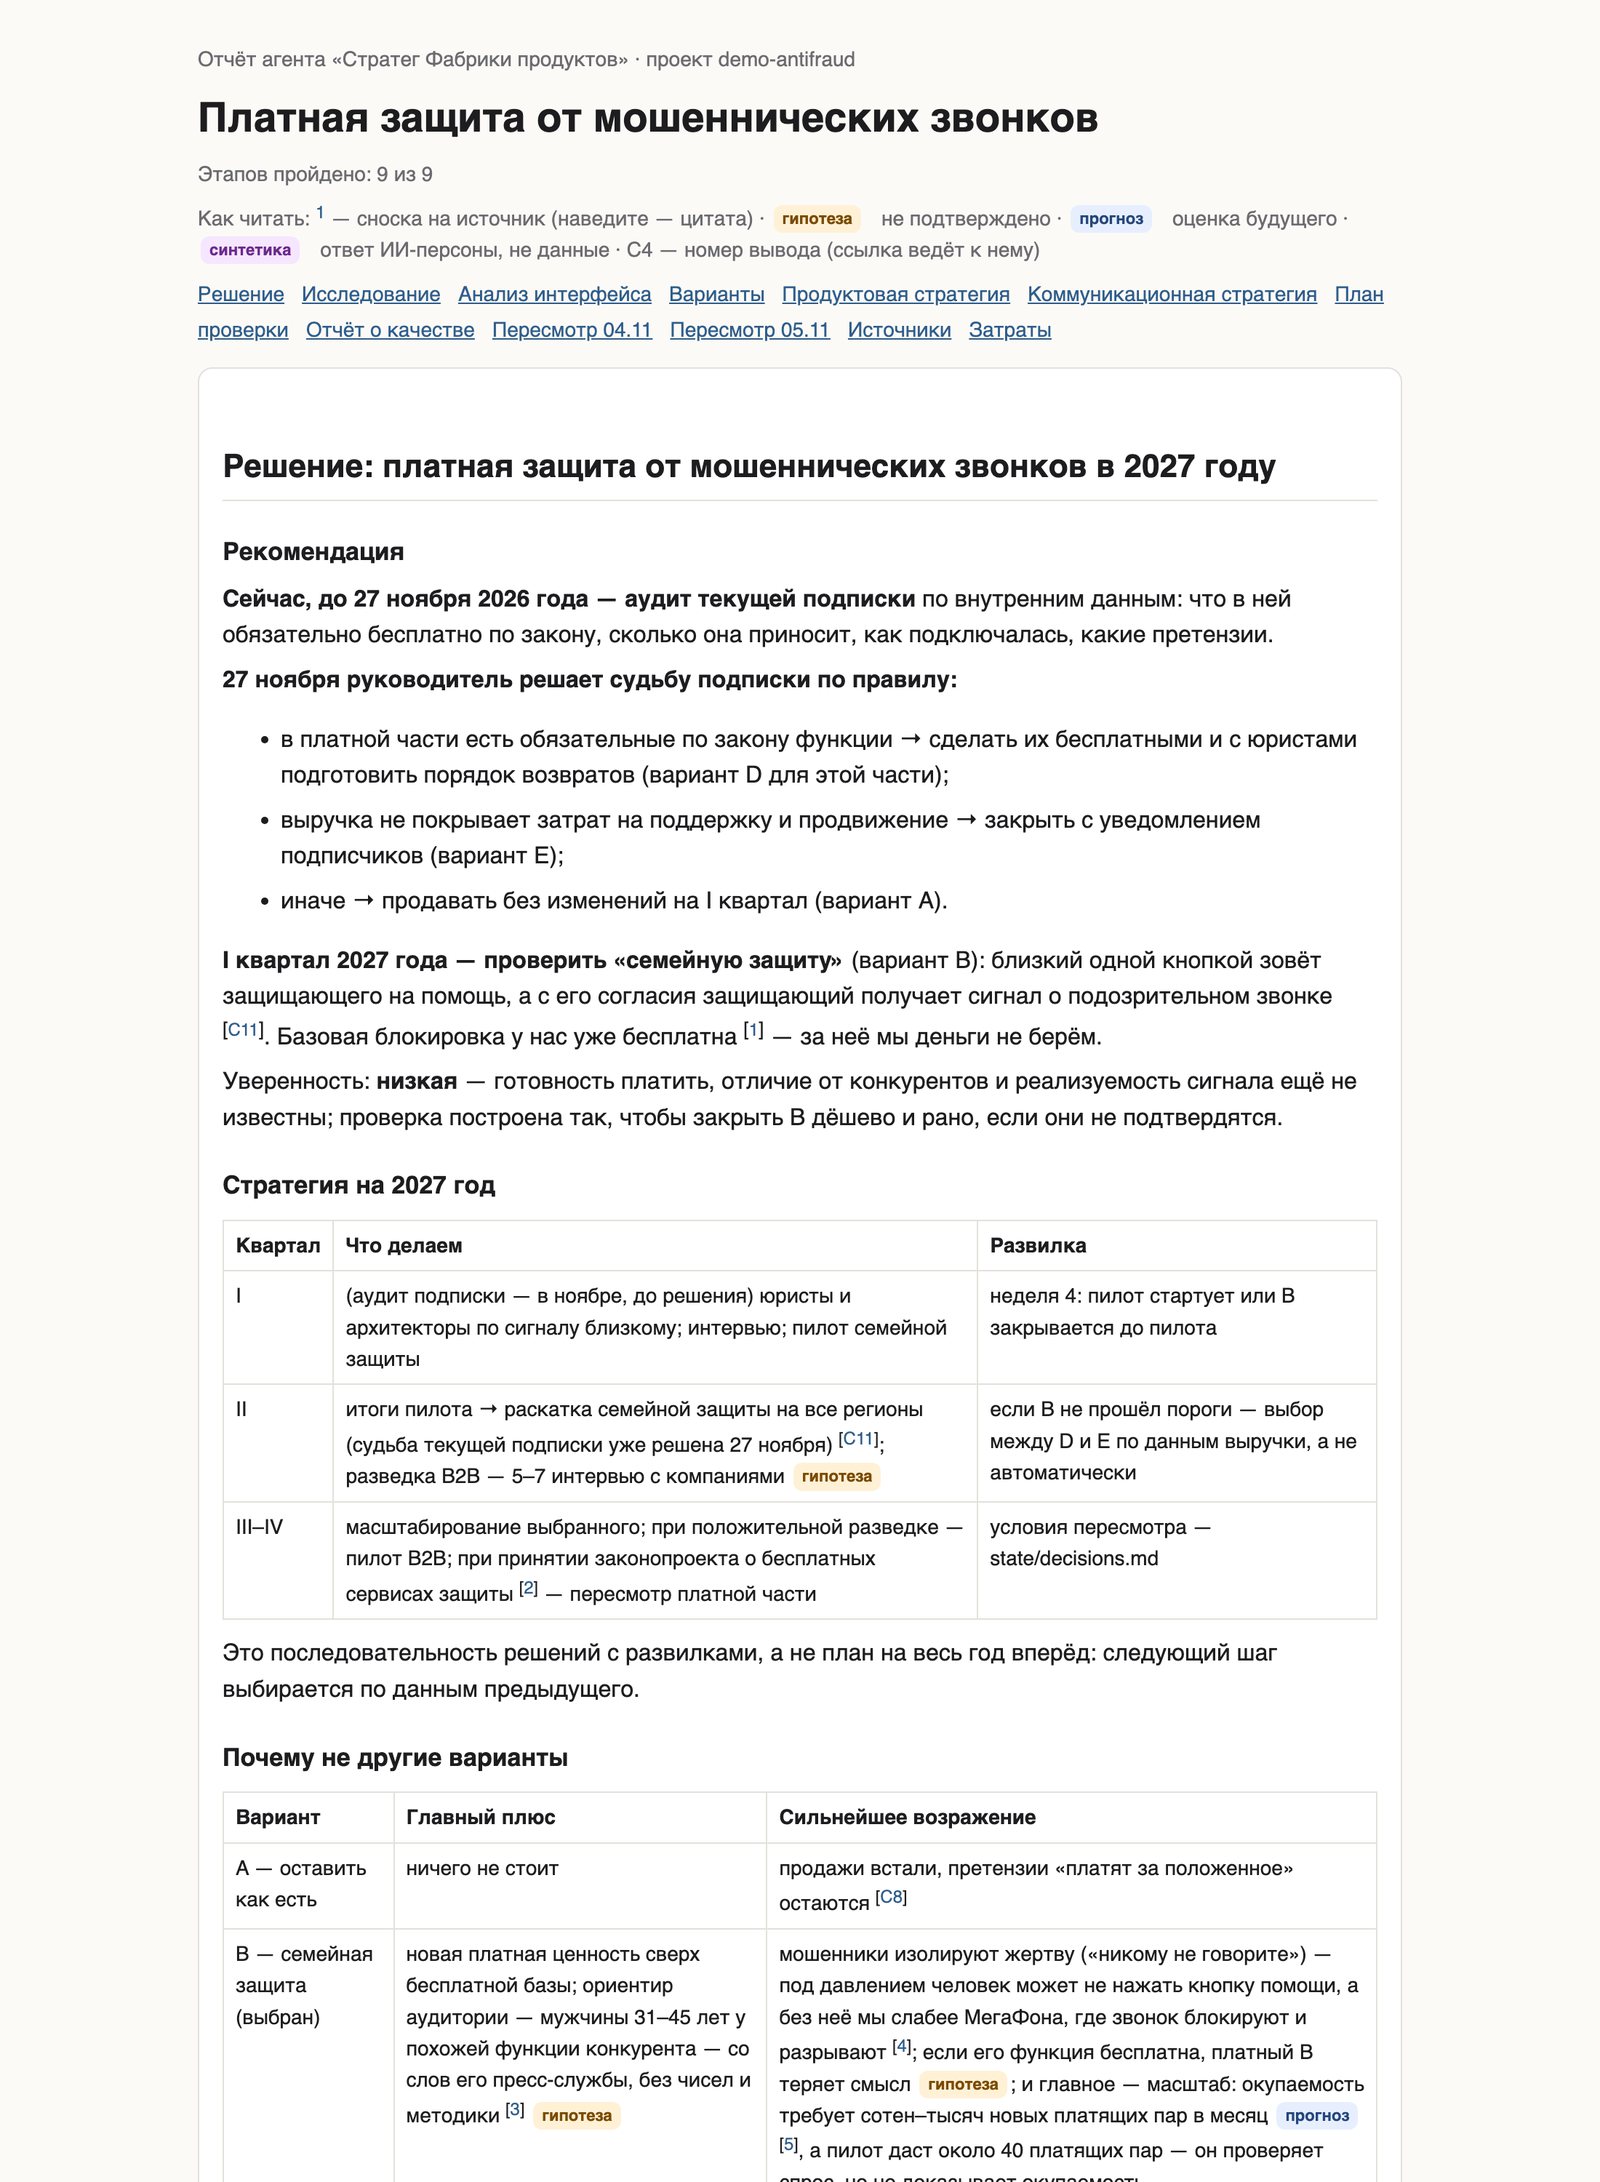 Отчёт агента «Стратег Фабрики продуктов» · проект demo-antifraud
Платная защита от мошеннических звонков
Этапов пройдено: 9 из 9
Как читать: 1 — сноска на источник (наведите — цитата) · гипотеза не подтверждено · прогноз оценка будущего ·
синтетика ответ ИИ-персоны, не данные · С4 — номер вывода (ссылка ведёт к нему)
Решение Исследование Анализ интерфейса Варианты Продуктовая стратегия Коммуникационная стратегия План
проверки Отчёт о качестве Пересмотр 04.11 Пересмотр 05.11 Источники Затраты
Решение: платная защита от мошеннических звонков в 2027 году
Рекомендация
Сейчас, до 27 ноября 2026 года — аудит текущей подписки по внутренним данным: что в ней
обязательно бесплатно по закону, сколько она приносит, как подключалась, какие претензии.
27 ноября руководитель решает судьбу подписки по правилу:
• в платной части есть обязательные по закону функции → сделать их бесплатными и с юристами
подготовить порядок возвратов (вариант D для этой части);
• выручка не покрывает затрат на поддержку и продвижение → закрыть с уведомлением
подписчиков (вариант E);
• иначе → продавать без изменений на I квартал (вариант A).
I квартал 2027 года — проверить «семейную защиту» (вариант B): близкий одной кнопкой зовёт
защищающего на помощь, а с его согласия защищающий получает сигнал о подозрительном звонке
[C11]. Базовая блокировка у нас уже бесплатна [1] — за неё мы деньги не берём.
Уверенность: низкая — готовность платить, отличие от конкурентов и реализуемость сигнала ещё не
известны; проверка построена так, чтобы закрыть B дёшево и рано, если они не подтвердятся.
Стратегия на 2027 год
Квартал Что делаем Развилка
I
(аудит подписки — в ноябре, до решения) юристы и
архитекторы по сигналу близкому; интервью; пилот семейной
защиты
неделя 4: пилот стартует или B
закрывается до пилота
II
итоги пилота → раскатка семейной защиты на все регионы
(судьба текущей подписки уже решена 27 ноября) [C11];
разведка B2B — 5–7 интервью с компаниями гипотеза
если B не прошёл пороги — выбор
между D и E по данным выручки, а не
автоматически
III–IV
масштабирование выбранного; при положительной разведке —
пилот B2B; при принятии законопроекта о бесплатных
сервисах защиты [2] — пересмотр платной части
условия пересмотра —
state/decisions.md
Это последовательность решений с развилками, а не план на весь год вперёд: следующий шаг
выбирается по данным предыдущего.
Почему не другие варианты
Вариант Главный плюс Сильнейшее возражение
A — оставить
как есть
ничего не стоит
продажи встали, претензии «платят за положенное»
остаются [C8]
B — семейная
защита
(выбран)
новая платная ценность сверх
бесплатной базы; ориентир
аудитории — мужчины 31–45 лет у
похожей функции конкурента — со
слов его пресс-службы, без чисел и
методики [3] гипотеза
мошенники изолируют жертву («никому не говорите») —
под давлением человек может не нажать кнопку помощи, а
без неё мы слабее МегаФона, где звонок блокируют и
разрывают [4]; если его функция бесплатна, платный B
теряет смысл гипотеза ; и главное — масштаб: окупаемость
требует сотен–тысяч новых платящих пар в месяц прогноз
[5], а пилот даст около 40 платящих пар — он проверяет